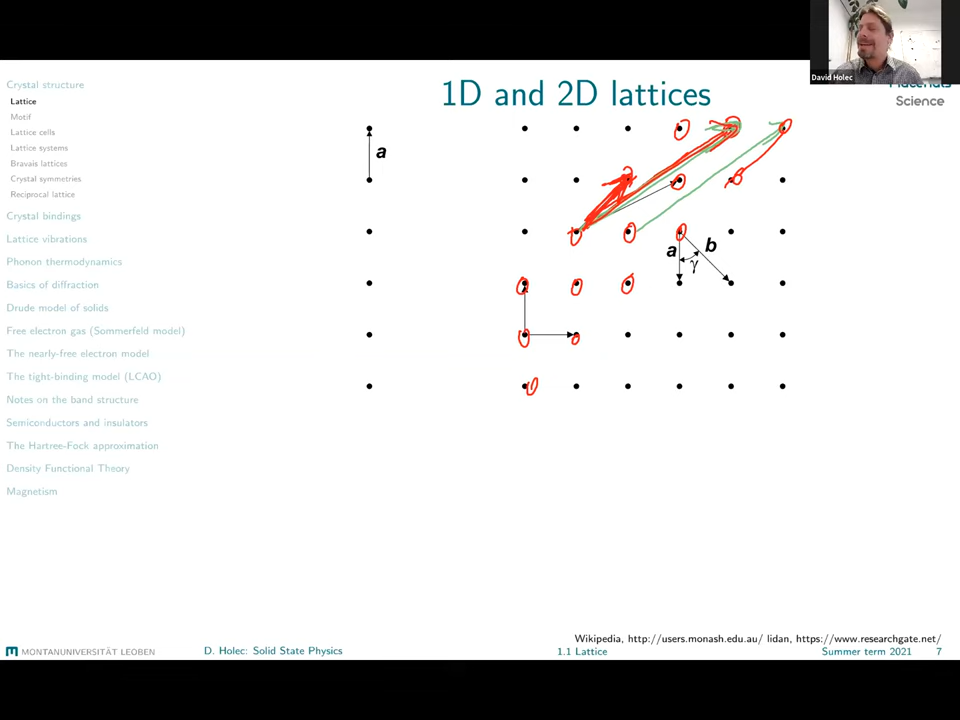 David Holec
Materials
Science
Crystal structure
Lattice
Motif
Lattice cells
Lattice systems
Bravais lattices
Crystal symmetries
Reciprocal lattice
Crystal bindings
Lattice vibrations
Phonon thermodynamics
Basics of diffraction
Drude model of solids
Free electron gas (Sommerfeld model)
The nearly-free electron model
The tight-binding model (LCAO)
Notes on the band structure
Semiconductors and insulators
The Hartree-Fock approximation
Density Functional Theory
Magnetism
1D and 2D lattices
a
a b
γ
Wikipedia, http://users.monash.edu.au/ lidan, https://www.researchgate.net/
MONTANUNIVERSITÄT LEOBEN D. Holec: Solid State Physics 1.1 Lattice Summer term 2021 7